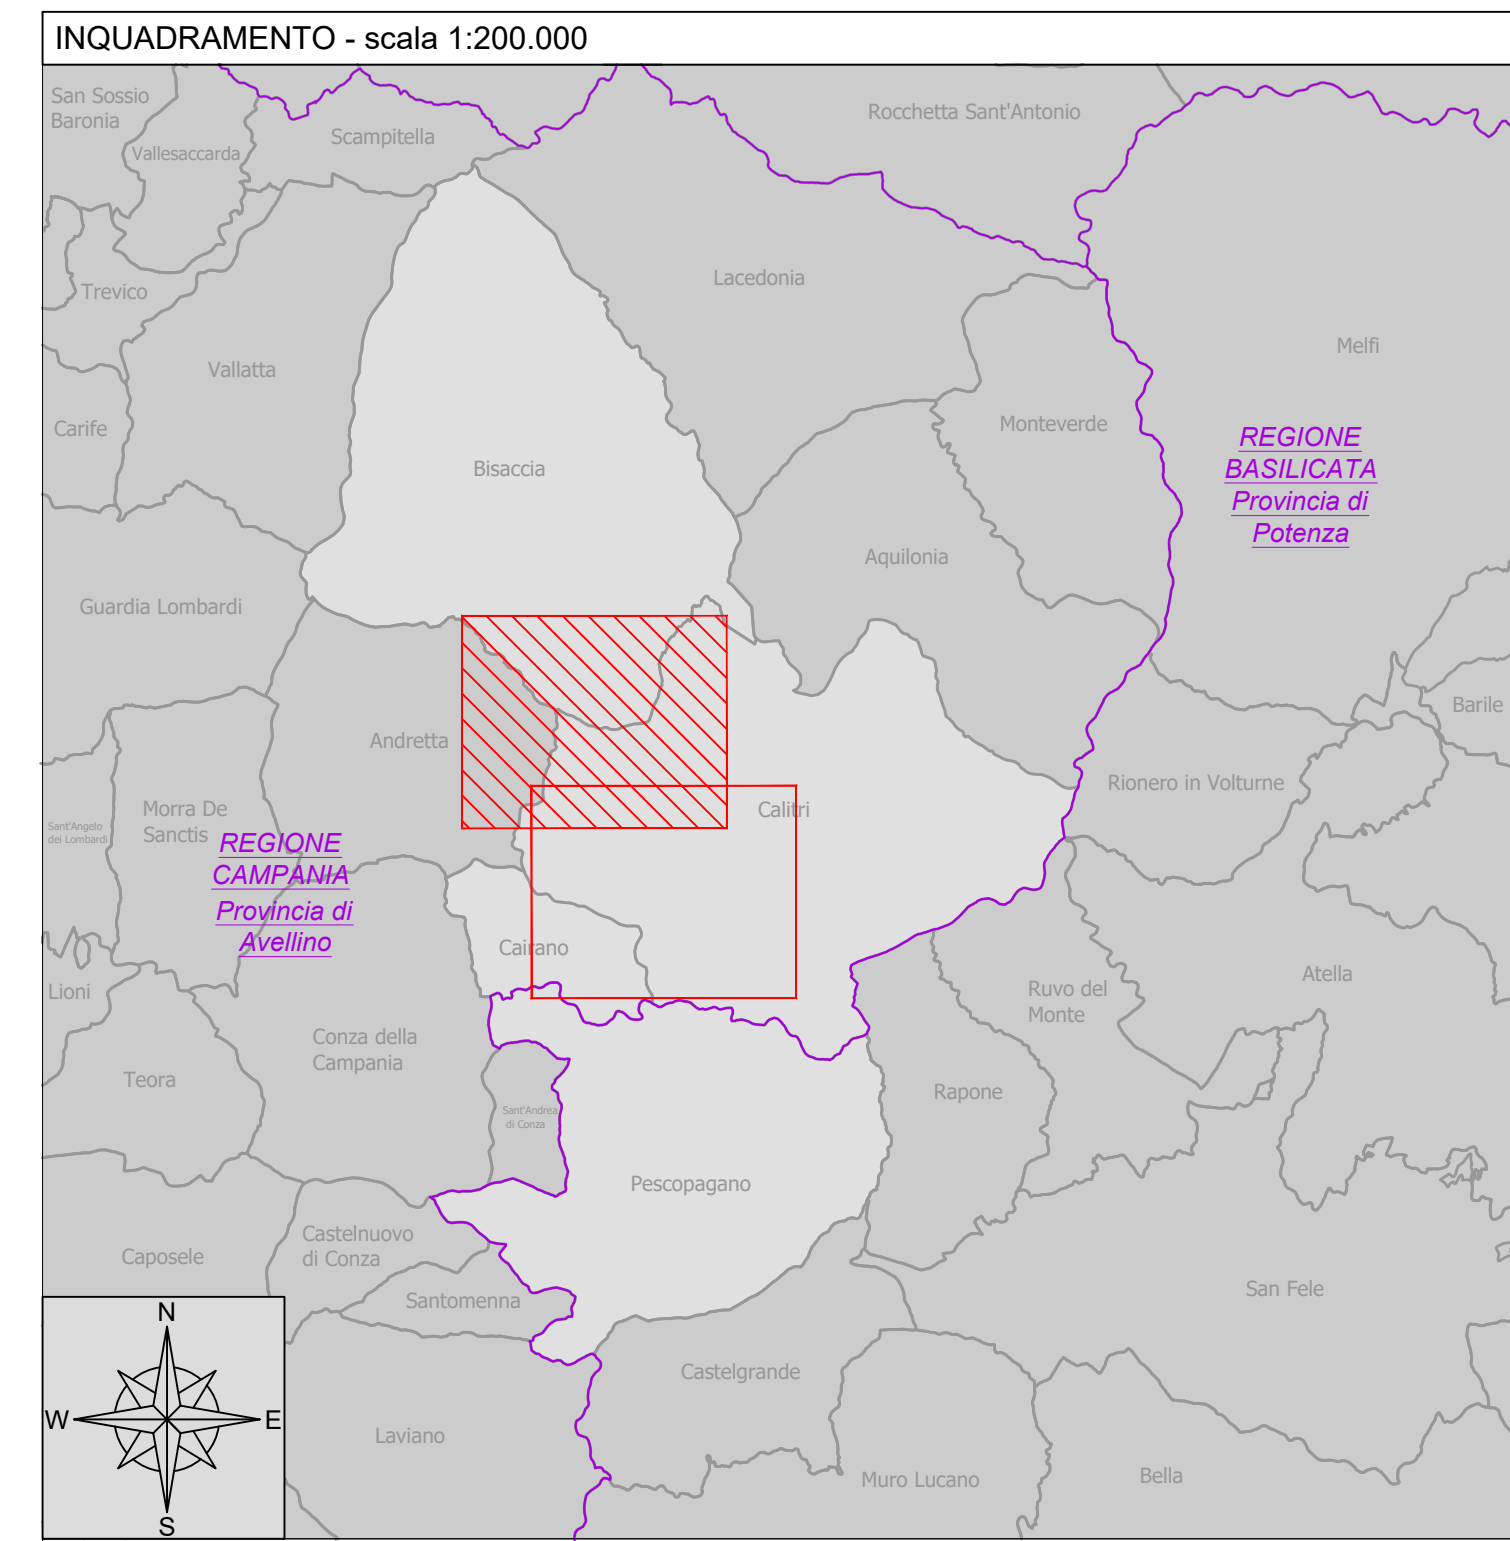 INQUADRAMENTO - scala 1:200.000
San Sossio
Baronia
Vallesaccarda
Scampitella
Rocchetta Sant'Antonio
Trevico
Lacedonia
Vallatta
Melfi
Carife
Monteverde
REGIONE
BASILICATA
Provincia di
Potenza
Bisaccia
Aquilonia
Guardia Lombardi
Barile
Andretta
Rionero in Volturne
Morra De
Sanctis
Calitri
Sant'Angelo
dei Lombardi
REGIONE
CAMPANIA
Provincia di
Avellino
Cairano
Lioni
Atella
Ruvo del
Monte
Conza della
Campania
Teora
Rapone
Sant'Andrea
di Conza
Pescopagano
Castelnuovo
di Conza
Caposele
Santomenna
San Fele
Castelgrande
Laviano
Muro Lucano
Bella
N
W
E
S